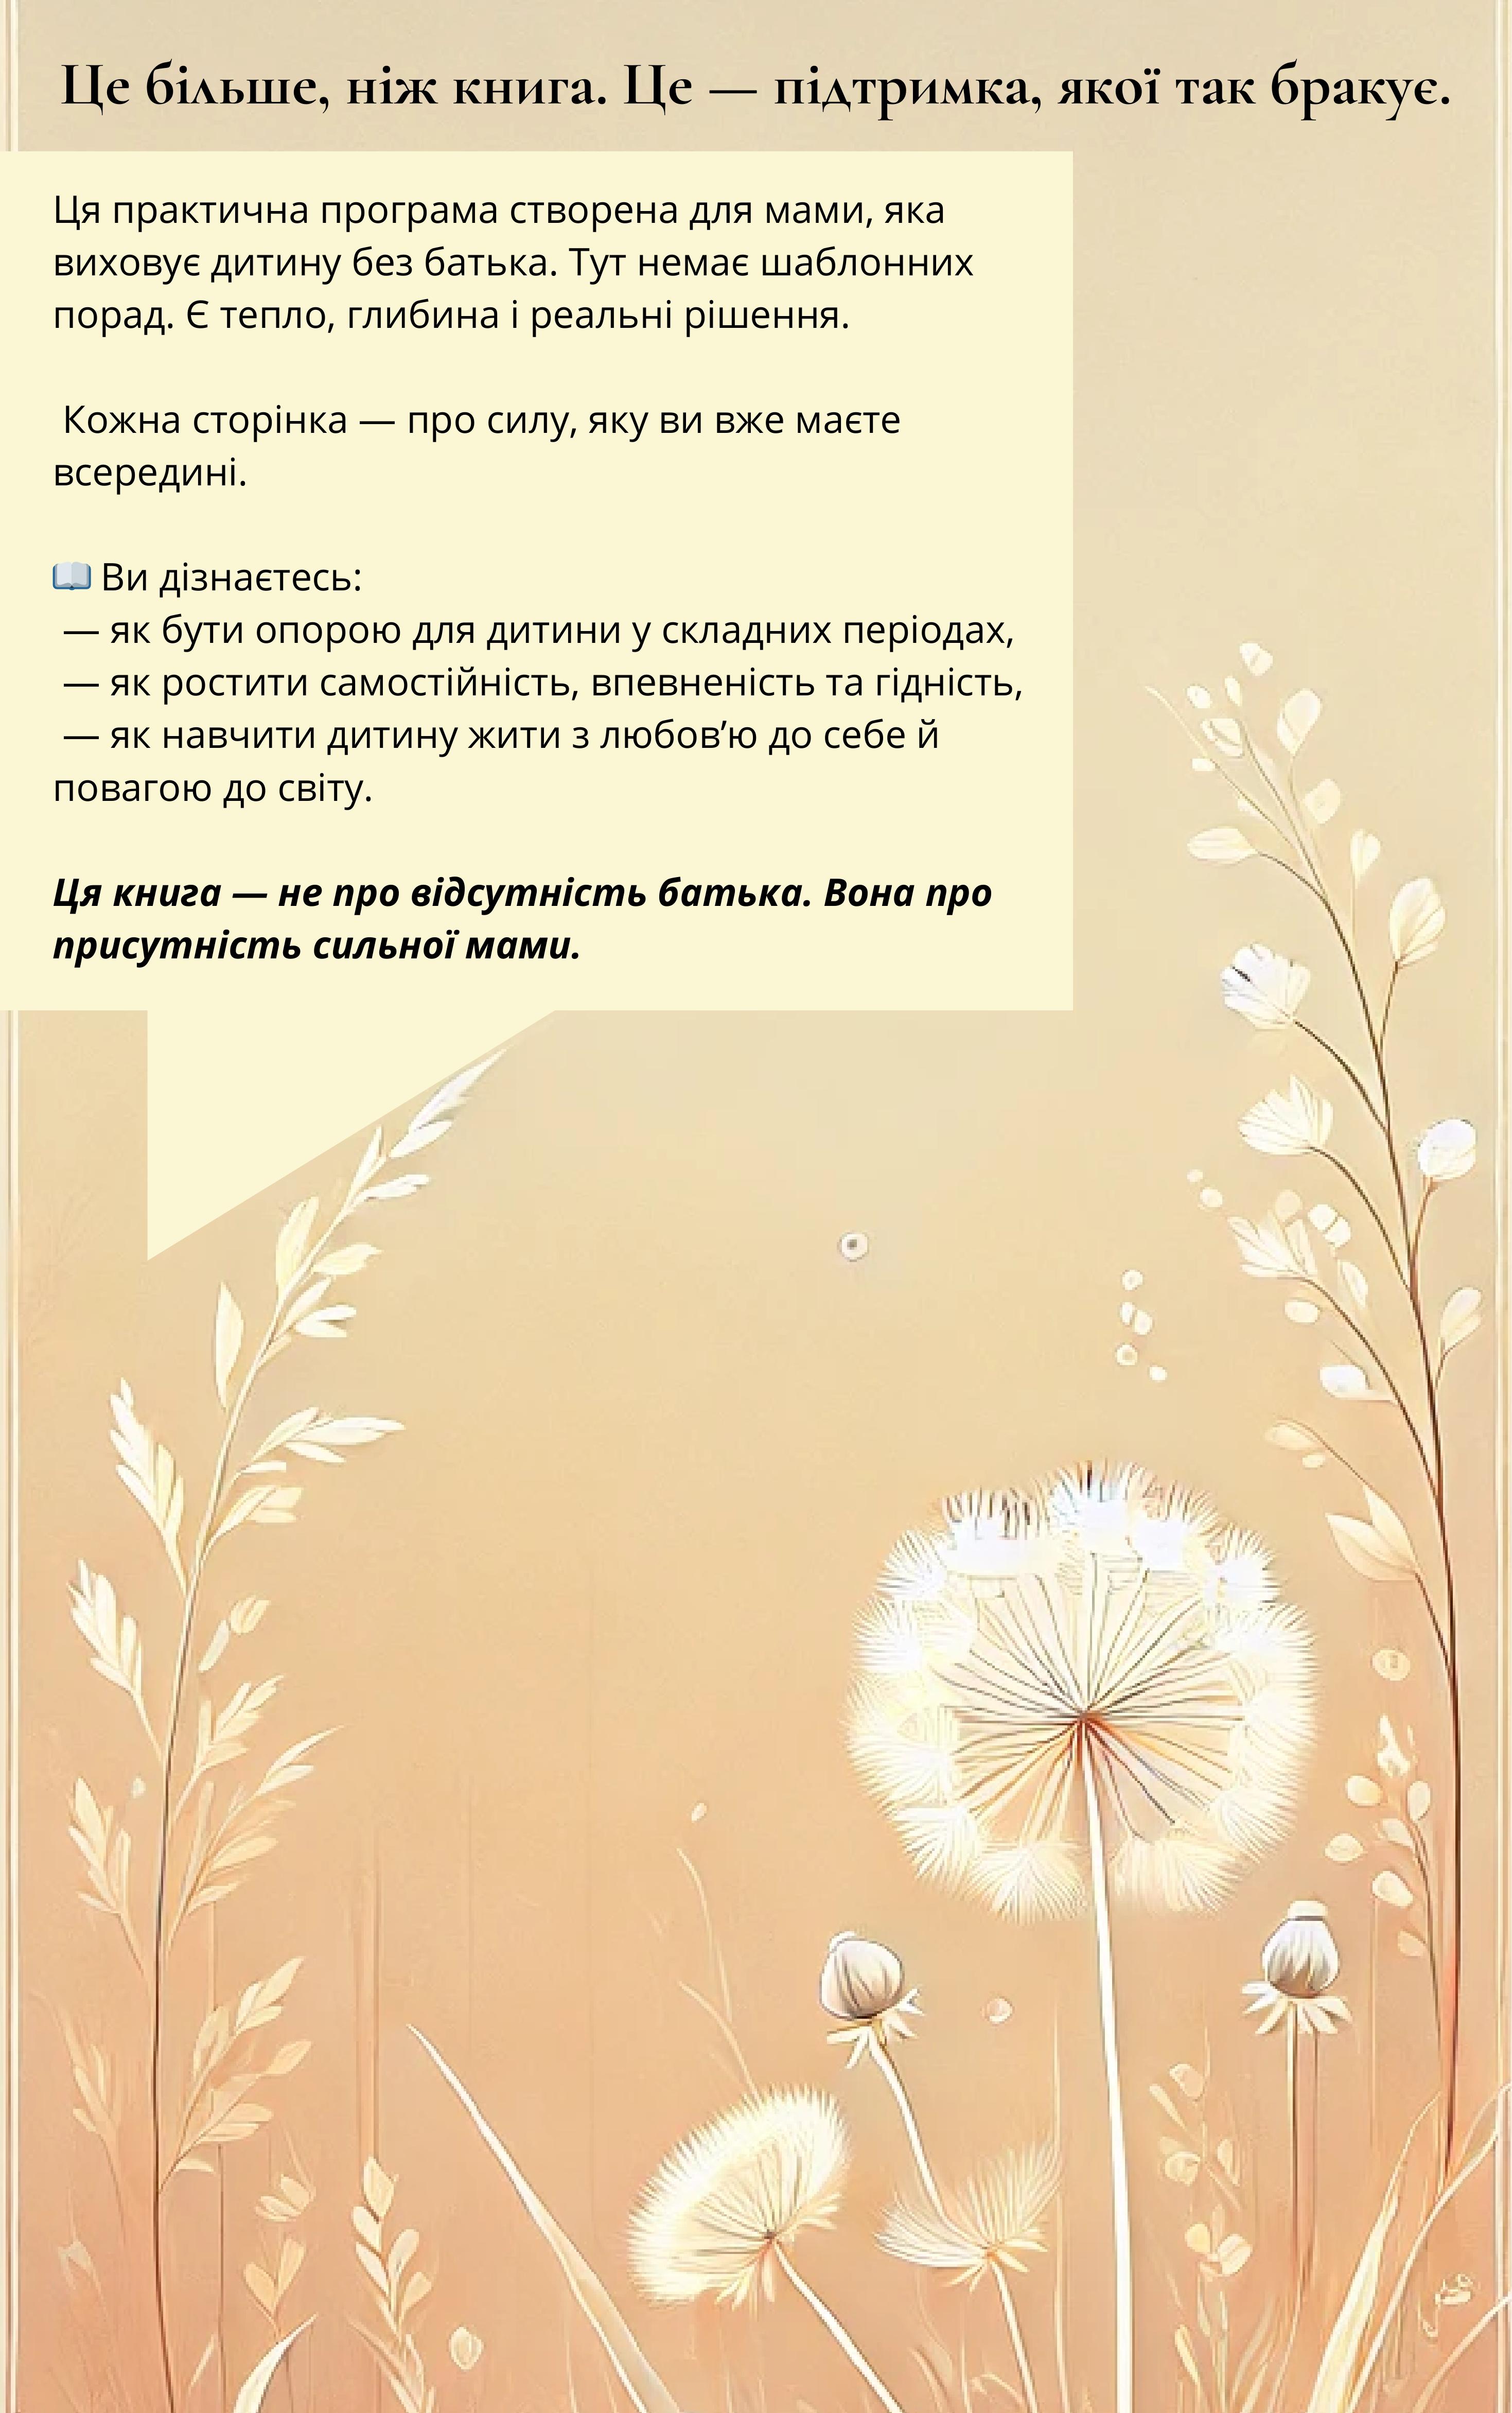 Це більше, ніж книга. Це — підтримка, якої так бракує.
Ця практична програма створена для мами, яка
виховує дитину без батька. Тут немає шаблонних
порад. Є тепло, глибина і реальні рішення.
Кожна сторінка — про силу, яку ви вже маєте
всередині.
📖 Ви дізнаєтесь:
— як бути опорою для дитини у складних періодах,
— як ростити самостійність, впевненість та гідність,
— як навчити дитину жити з любов’ю до себе й
повагою до світу.
Ця книга — не про відсутність батька. Вона про
присутність сильної мами.